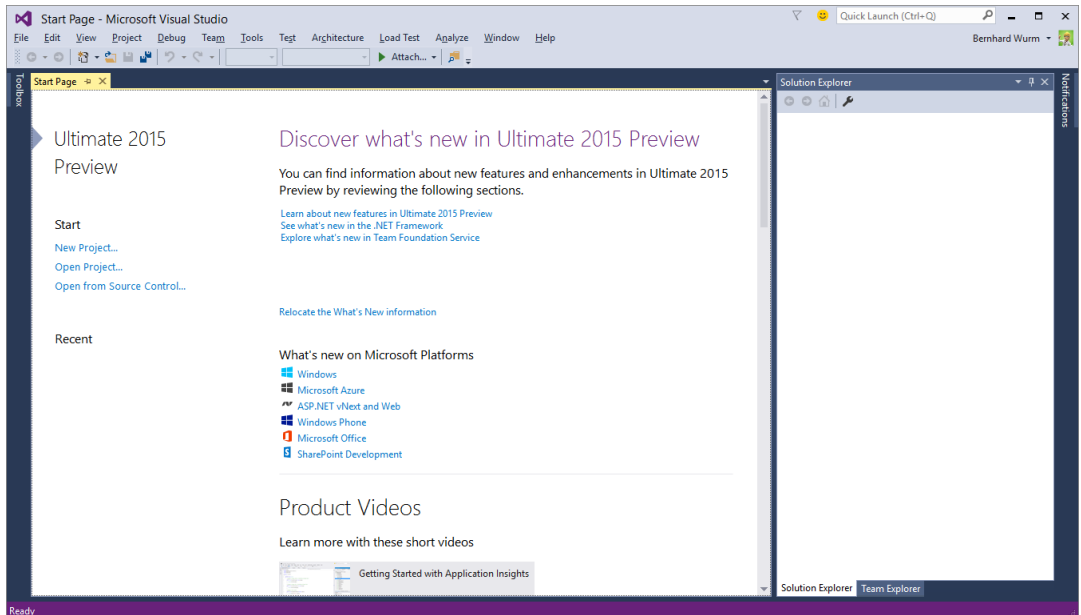 Start Page - Microsoft Visual Studio
Quick Launch (Ctrl+Q)
File Edit View Project Debug Team Tools Test Architecture Load Test Analyze Window Help
Bernhard Wurm
Attach...
Toolbox
Start Page
Ultimate 2015
Preview
Start
New Project...
Open Project...
Open from Source Control...
Recent
Discover what's new in Ultimate 2015 Preview
You can find information about new features and enhancements in Ultimate 2015
Preview by reviewing the following sections.
Learn about new features in Ultimate 2015 Preview
See what's new in the .NET Framework
Explore what's new in Team Foundation Service
Relocate the What's New information
What's new on Microsoft Platforms
Windows
Microsoft Azure
ASP.NET vNext and Web
Windows Phone
Microsoft Office
SharePoint Development
Product Videos
Learn more with these short videos
Getting Started with Application Insights
Solution Explorer
Notifications
Solution Explorer Team Explorer
Ready